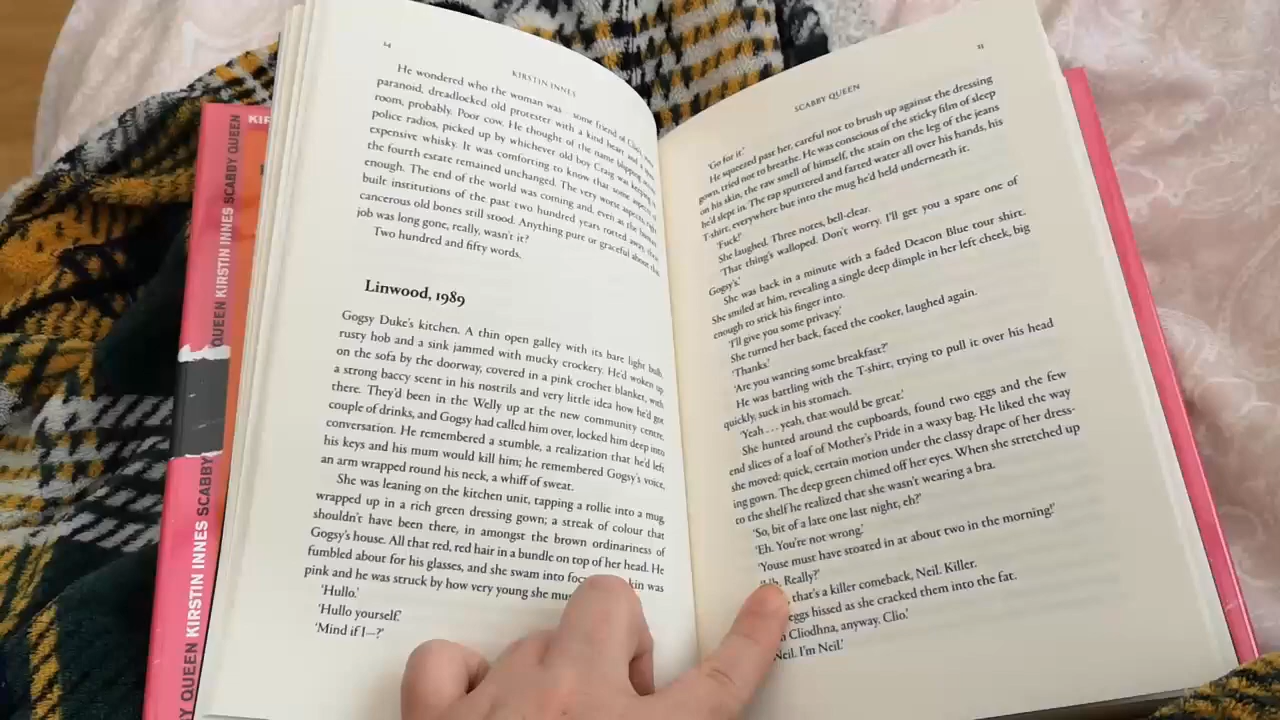 14
KIRSTIN INNES
He wondered who the woman was – some friend of
paranoid, dreadlocked old protester with a kind heart and a
room, probably. Poor cow. He thought of the name blipping
police radios, picked up by whichever old boy Craig was keeping in
expensive whisky. It was comforting to know that some aspects of
the fourth estate remained unchanged. The very worst aspects, right
enough. The end of the world was coming and, even as the human-
built institutions of the past two hundred years rotted away, their
cancerous old bones still stood. Anything pure or graceful about the
job was long gone, really, wasn't it?
Two hundred and fifty words.
Linwood, 1989
Gogsy Duke's kitchen. A thin open galley with its bare light bulb,
rusty hob and a sink jammed with mucky crockery. He'd woken up
on the sofa by the doorway, covered in a pink crochet blanket, with
a strong baccy scent in his nostrils and very little idea how he'd got
there. They'd been in the Welly up at the new community centre,
couple of drinks, and Gogsy had called him over, locked him deep into
conversation. He remembered a stumble, a realization that he'd left
his keys and his mum would kill him; he remembered Gogsy's voice,
an arm wrapped round his neck, a whiff of sweat.
She was leaning on the kitchen unit, tapping a rollie into a mug,
wrapped up in a rich green dressing gown; a streak of colour that
shouldn't have been there, in amongst the brown ordinariness of
Gogsy's house. All that red, red hair in a bundle on top of her head. He
fumbled about for his glasses, and she swam into kin was
pink and he was struck by how very young she
'Hullo.'
'Hullo yourself.'
'Mind if I—?'
SCABBY QUEEN
'Go for it.'
He squeezed past her, careful not to brush up against the dressing
gown, tried not to breathe. He was conscious of the sticky film of sleep
on his skin, the raw smell of himself, the stain on the leg of the jeans
he'd slept in. The tap spluttered and farted water all over his hands, his
T-shirt, everywhere but into the mug he'd held underneath it.
'Fuck!'
She laughed. Three notes, bell-clear.
'That thing's walloped. Don't worry. I'll get you a spare one of
Gogsy's.'
She was back in a minute with a faded Deacon Blue tour shirt.
She smiled at him, revealing a single deep dimple in her left cheek, big
enough to stick his finger into.
'I'll give you some privacy.'
She turned her back, faced the cooker, laughed again.
'Thanks.'
'Are you wanting some breakfast?'
He was battling with the T-shirt, trying to pull it over his head
quickly, suck in his stomach.
'Yeah . . . yeah, that would be great.'
She hunted around the cupboards, found two eggs and the few
end slices of a loaf of Mother's Pride in a waxy bag. He liked the way
she moved: quick, certain motion under the classy drape of her dress-
ing gown. The deep green chimed off her eyes. When she stretched up
to the shelf he realized that she wasn't wearing a bra.
'So, bit of a late one last night, eh?'
'Eh. You're not wrong.'
'Youse must have stoated in at about two in the morning!'
Really?'
that's a killer comeback, Neil. Killer.
eggs hissed as she cracked them into the fat.
Cliodhna, anyway. Clio.'
Neil. I'm Neil.'
QUEEN KIRSTIN INNES SCABBY QUEEN
Y QUEEN KIRSTIN INNES SCABBY
KIR